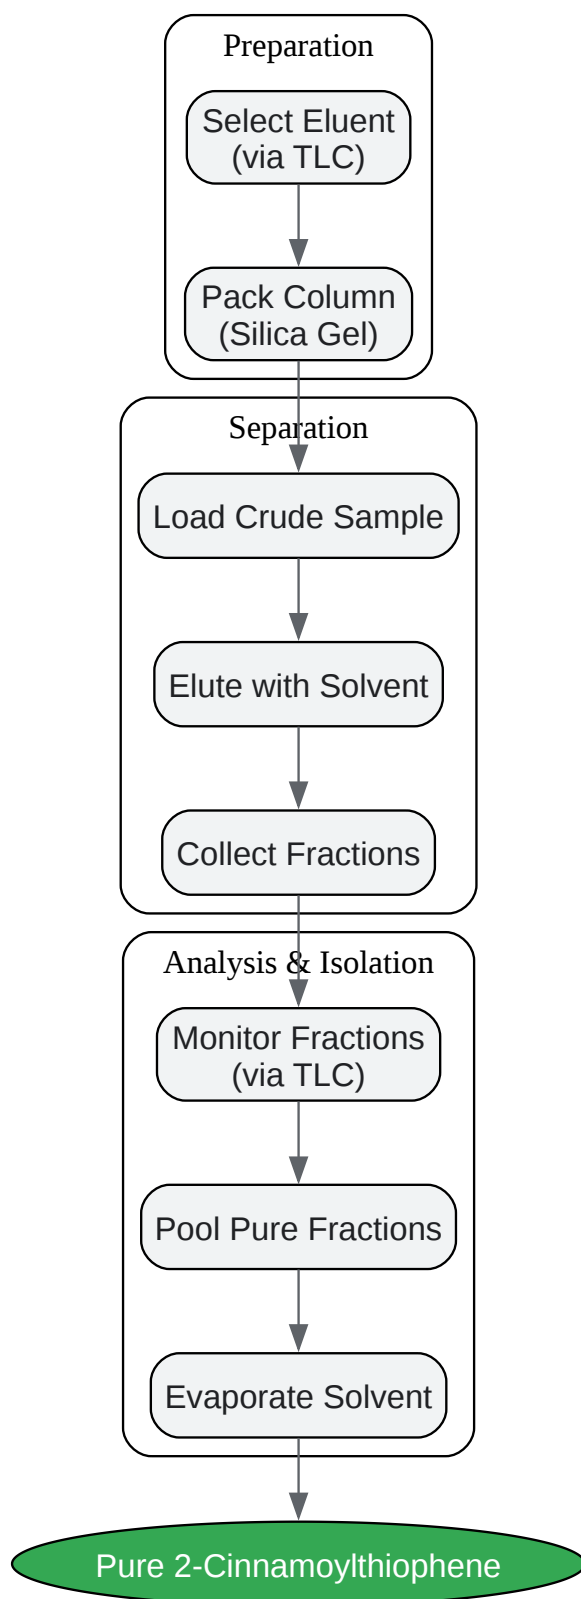 Preparation
Select Eluent
(via TLC)
Pack Column
(Silica Gel)
Separation
Load Crude Sample
Elute with Solvent
Collect Fractions
Analysis & Isolation
Monitor Fractions
(via TLC)
Pool Pure Fractions
Evaporate Solvent
Pure 2-Cinnamoylthiophene